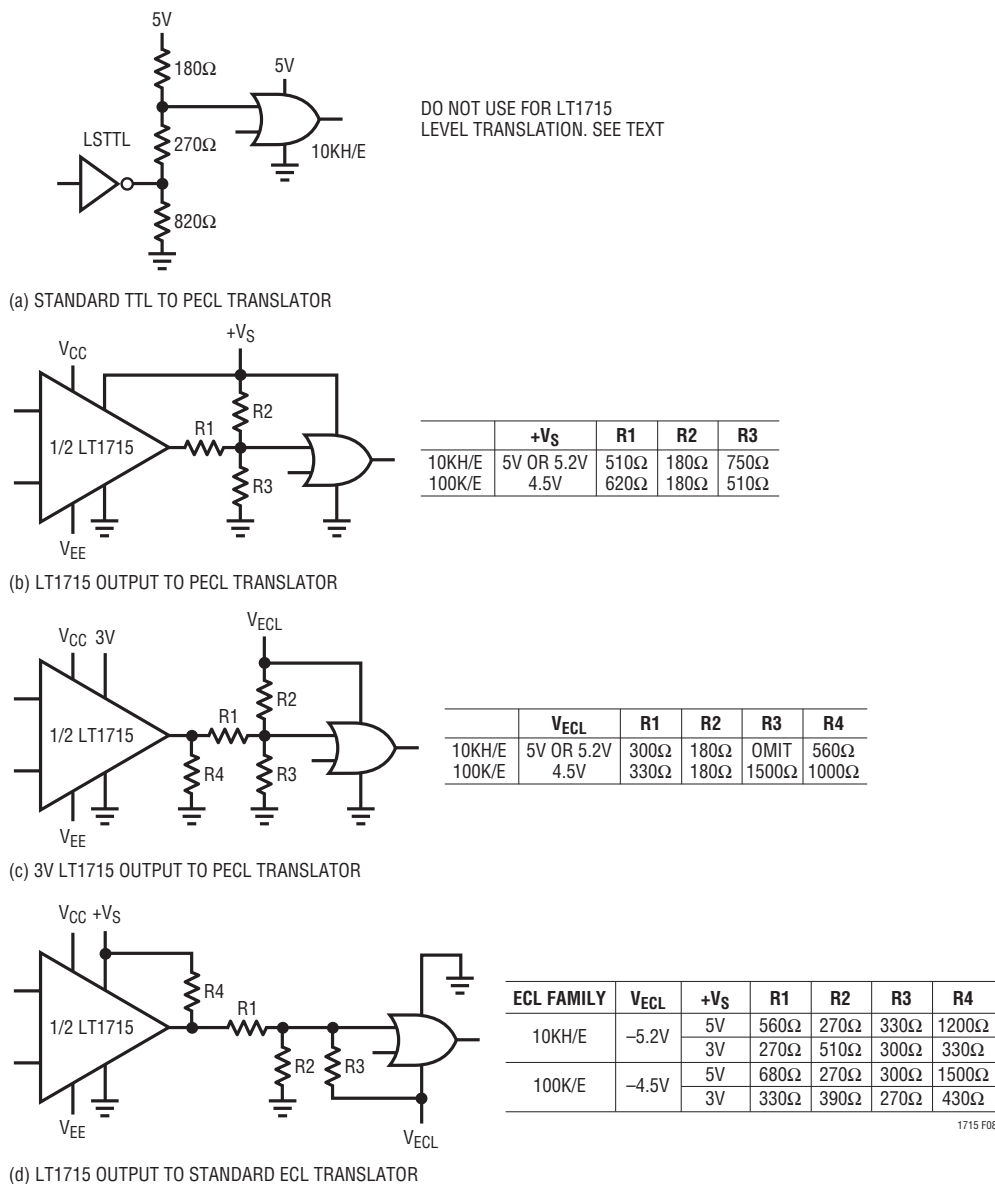 5V
180Ω
5V
LSTTL
270Ω
10KH/E
820Ω
DO NOT USE FOR LT1715
LEVEL TRANSLATION. SEE TEXT
(a) STANDARD TTL TO PECL TRANSLATOR
+VS
VCC
R2
R1
1/2 LT1715
R3
VEE
+VS R1 R2 R3
10KH/E 5V OR 5.2V 510Ω 180Ω 750Ω
100K/E 4.5V 620Ω 180Ω 510Ω
(b) LT1715 OUTPUT TO PECL TRANSLATOR
VECL
VCC 3V
R2
R1
1/2 LT1715
R4
R3
VEE
VECL R1 R2 R3 R4
10KH/E 5V OR 5.2V 300Ω 180Ω OMIT 560Ω
100K/E 4.5V 330Ω 180Ω 1500Ω 1000Ω
(c) 3V LT1715 OUTPUT TO PECL TRANSLATOR
VCC +VS
R4
R1
1/2 LT1715
R2
R3
VEE
VECL
ECL FAMILY VECL +VS R1 R2 R3 R4
10KH/E –5.2V 5V 560Ω 270Ω 330Ω 1200Ω
3V 270Ω 510Ω 300Ω 330Ω
100K/E –4.5V 5V 680Ω 270Ω 300Ω 1500Ω
3V 330Ω 390Ω 270Ω 430Ω
1715 F08
(d) LT1715 OUTPUT TO STANDARD ECL TRANSLATOR